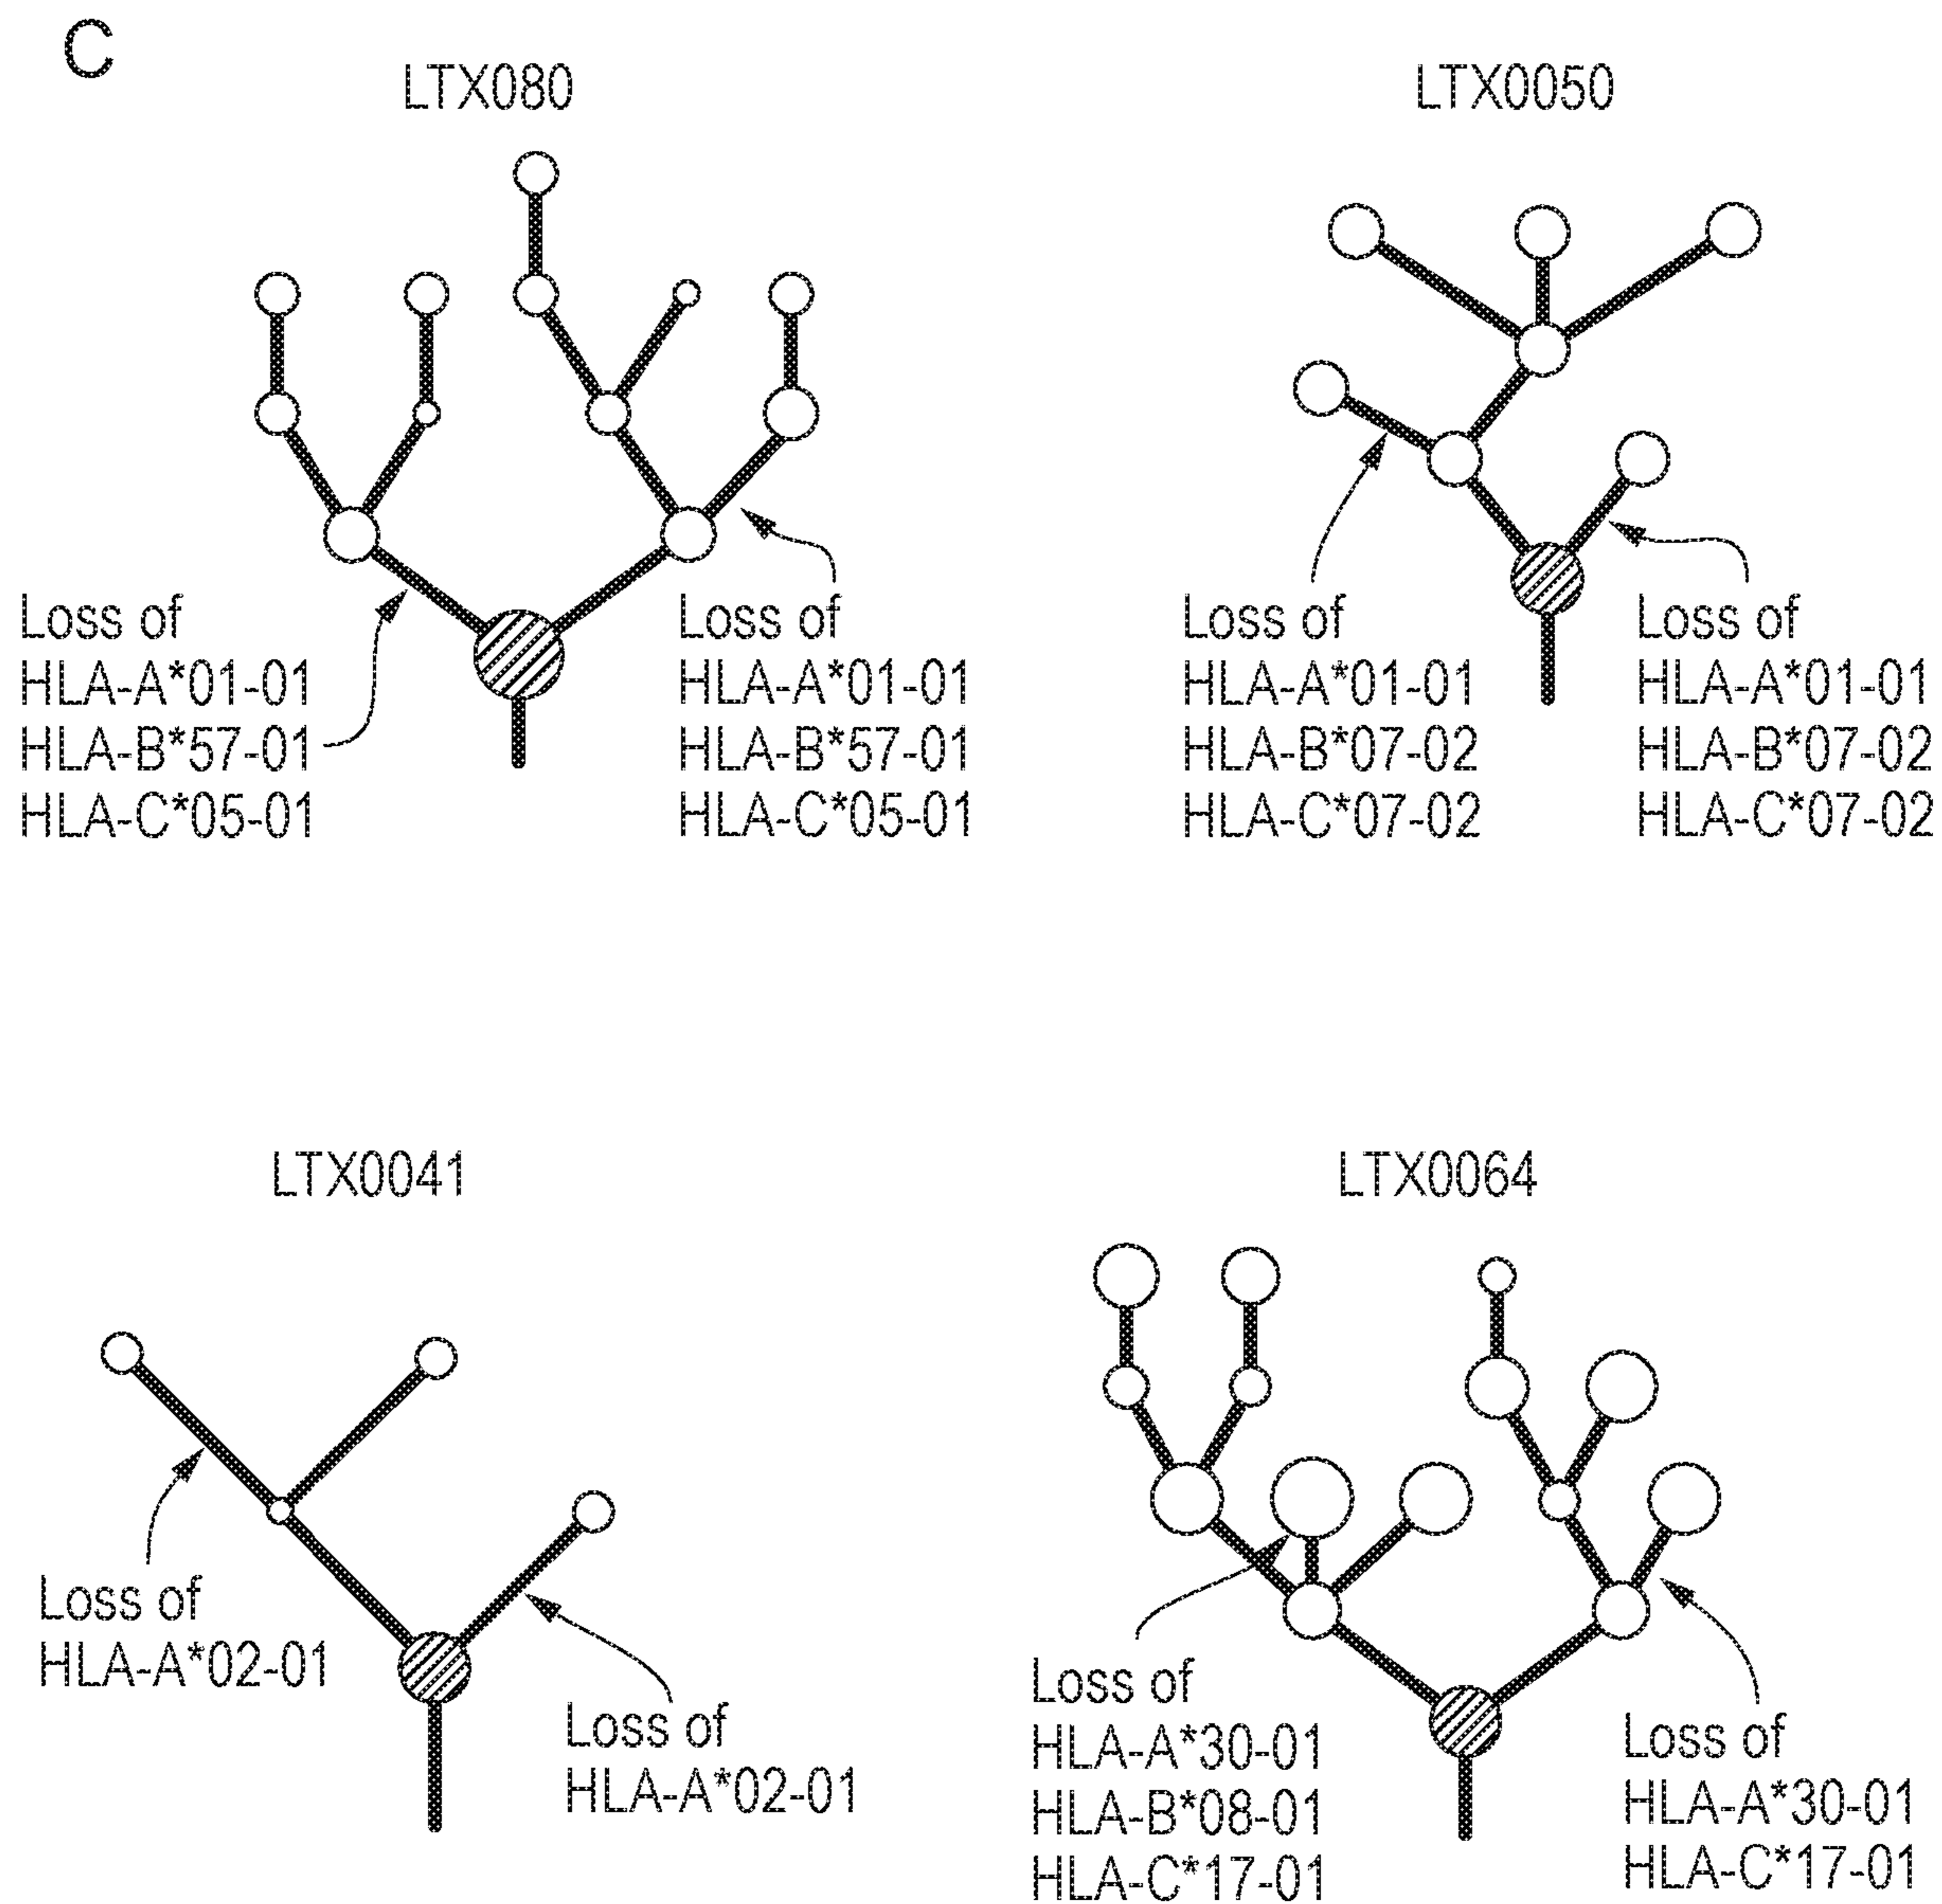 C
LTX080
LTX0050
Loss of
HLA-A*01-01
HLA-B*57-01
HLA-C*05-01
Loss of
HLA-A*01-01
HLA-B*57-01
HLA-C*05-01
Loss of
HLA-A*01-01
HLA-B*07-02
HLA-C*07-02
Loss of
HLA-A*01-01
HLA-B*07-02
HLA-C*07-02
LTX0041
LTX0064
Loss of
HLA-A*02-01
Loss of
HLA-A*02-01
Loss of
HLA-A*30-01
HLA-B*08-01
HLA-C*17-01
Loss of
HLA-A*30-01
HLA-C*17-01